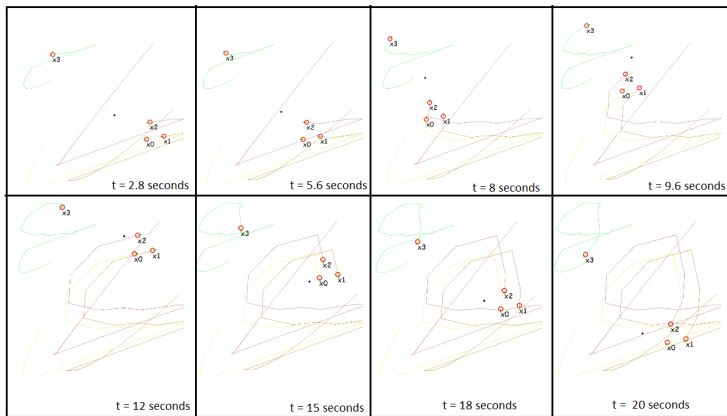 x3
x2
x0 x1
t = 2.8 seconds
x3
x2
x0 x1
t = 5.6 seconds
x3
x2
x0 x1
t = 8 seconds
x3
x2
x0 x1
t = 9.6 seconds
x3
x2
x0 x1
t = 12 seconds
x3
x2
x0 x1
t = 15 seconds
x3
x2
x0 x1
t = 18 seconds
x3
x2
x0 x1
t = 20 seconds